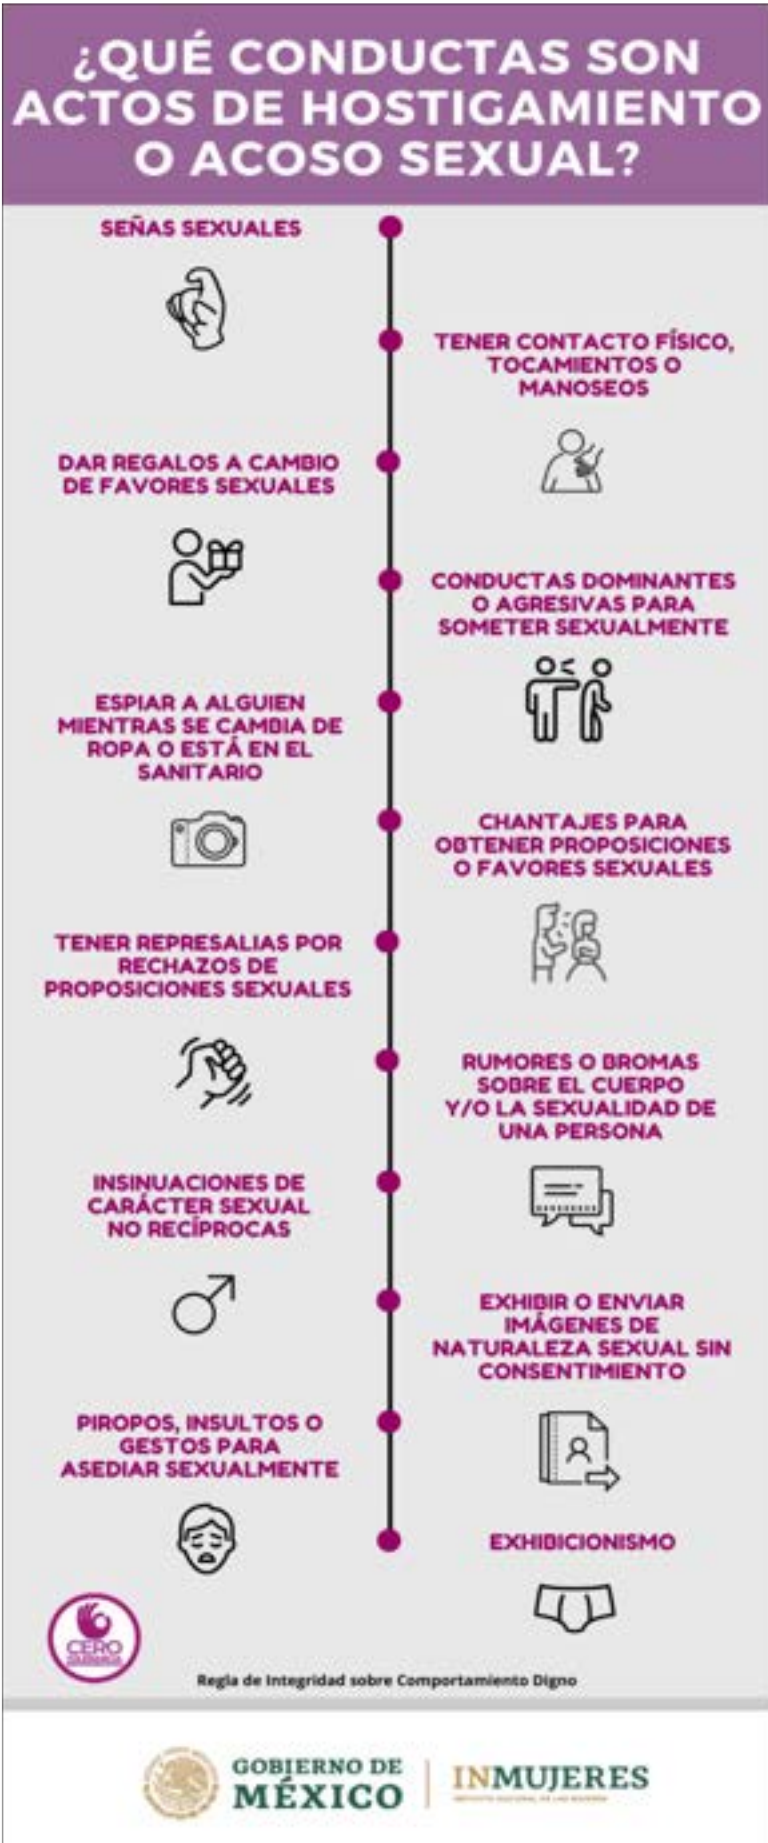 ¿QUÉ CONDUCTAS SON
ACTOS DE HOSTIGAMIENTO
O ACOSO SEXUAL?
SEÑAS SEXUALES
TENER CONTACTO FÍSICO,
TOCAMIENTOS O
MANOSEOS
DAR REGALOS A CAMBIO
DE FAVORES SEXUALES
CONDUCTAS DOMINANTES
O AGRESIVAS PARA
SOMETER SEXUALMENTE
ESPIAR A ALGUIEN
MIENTRAS SE CAMBIA DE
ROPA O ESTÁ EN EL
SANITARIO
CHANTAJES PARA
OBTENER PROPOSICIONES
O FAVORES SEXUALES
TENER REPRESALIAS POR
RECHAZOS DE
PROPOSICIONES SEXUALES
RUMORES O BROMAS
SOBRE EL CUERPO
Y/O LA SEXUALIDAD DE
UNA PERSONA
INSINUACIONES DE
CARÁCTER SEXUAL
NO RECÍPROCAS
EXHIBIR O ENVIAR
IMÁGENES DE
NATURALEZA SEXUAL SIN
CONSENTIMIENTO
PIROPOS, INSULTOS O
GESTOS PARA
ASEDIAR SEXUALMENTE
EXHIBICIONISMO
CERO
Regla de Integridad sobre Comportamiento Digno
GOBIERNO DE
MÉXICO
INMUJERES